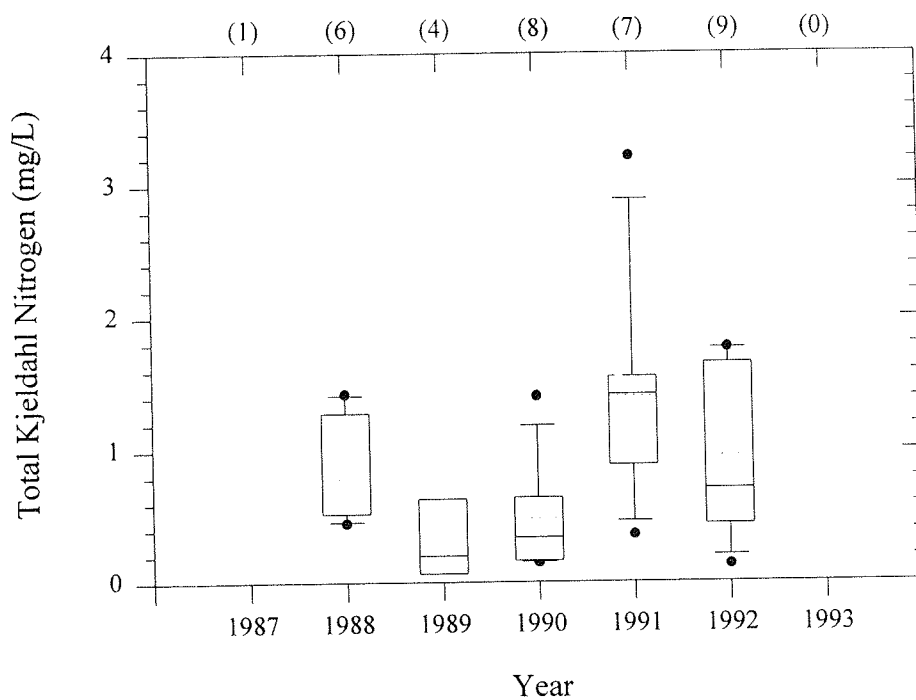 (1) (6) (4) (8) (7) (9) (0)
4
3
2
1
0
Total Kjeldahl Nitrogen (mg/L)
1987 1988 1989 1990 1991 1992 1993
Year